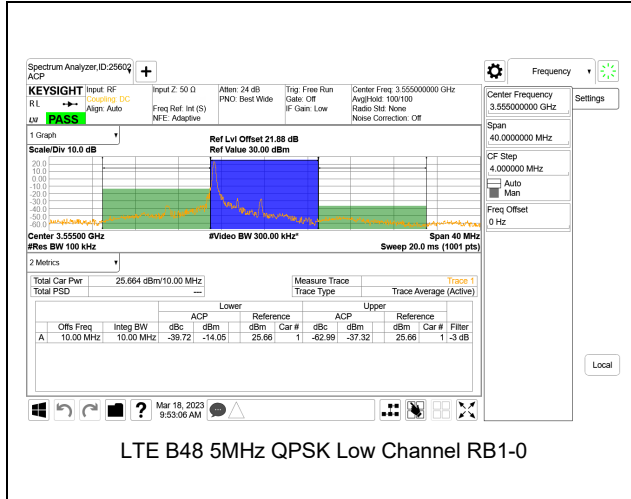 Spectrum Analyzer,ID:25602
ACP
Frequency
KEYSIGHT Input: RF Input Z: 50 Ω Atten: 24 dB Trig: Free Run Center Freq: 3.555000000 GHz
RL Coupling: DC PNO: Best Wide Gate: Off Avg|Hold: 100/100
Align: Auto Freq Ref: Int (S) IF Gain: Low Radio Std: None
LXI PASS NFE: Adaptive Noise Correction: Off
Center Frequency
3.555000000 GHz
Settings
Span
40.0000000 MHz
CF Step
4.000000 MHz
Auto
Man
Freq Offset
0 Hz
Local
1 Graph
Ref Lvl Offset 21.88 dB
Scale/Div 10.0 dB Ref Value 30.00 dBm
20.0
10.0
0.00
-10.0
-20.0
-30.0
-40.0
-50.0
-60.0
Center 3.55500 GHz #Video BW 300.00 kHz* Span 40 MHz
#Res BW 100 kHz Sweep 20.0 ms (1001 pts)
2 Metrics
Total Car Pwr 25.664 dBm/10.00 MHz Measure Trace Trace 1
Total PSD --- Trace Type Trace Average (Active)
Lower Upper
ACP Reference ACP Reference
Offs Freq Integ BW dBc dBm dBm Car # dBc dBm dBm Car # Filter
A 10.00 MHz 10.00 MHz -39.72 -14.05 25.66 1 -62.99 -37.32 25.66 1 -3 dB
? Mar 18, 2023
9:53:06 AM
LTE B48 5MHz QPSK Low Channel RB1-0